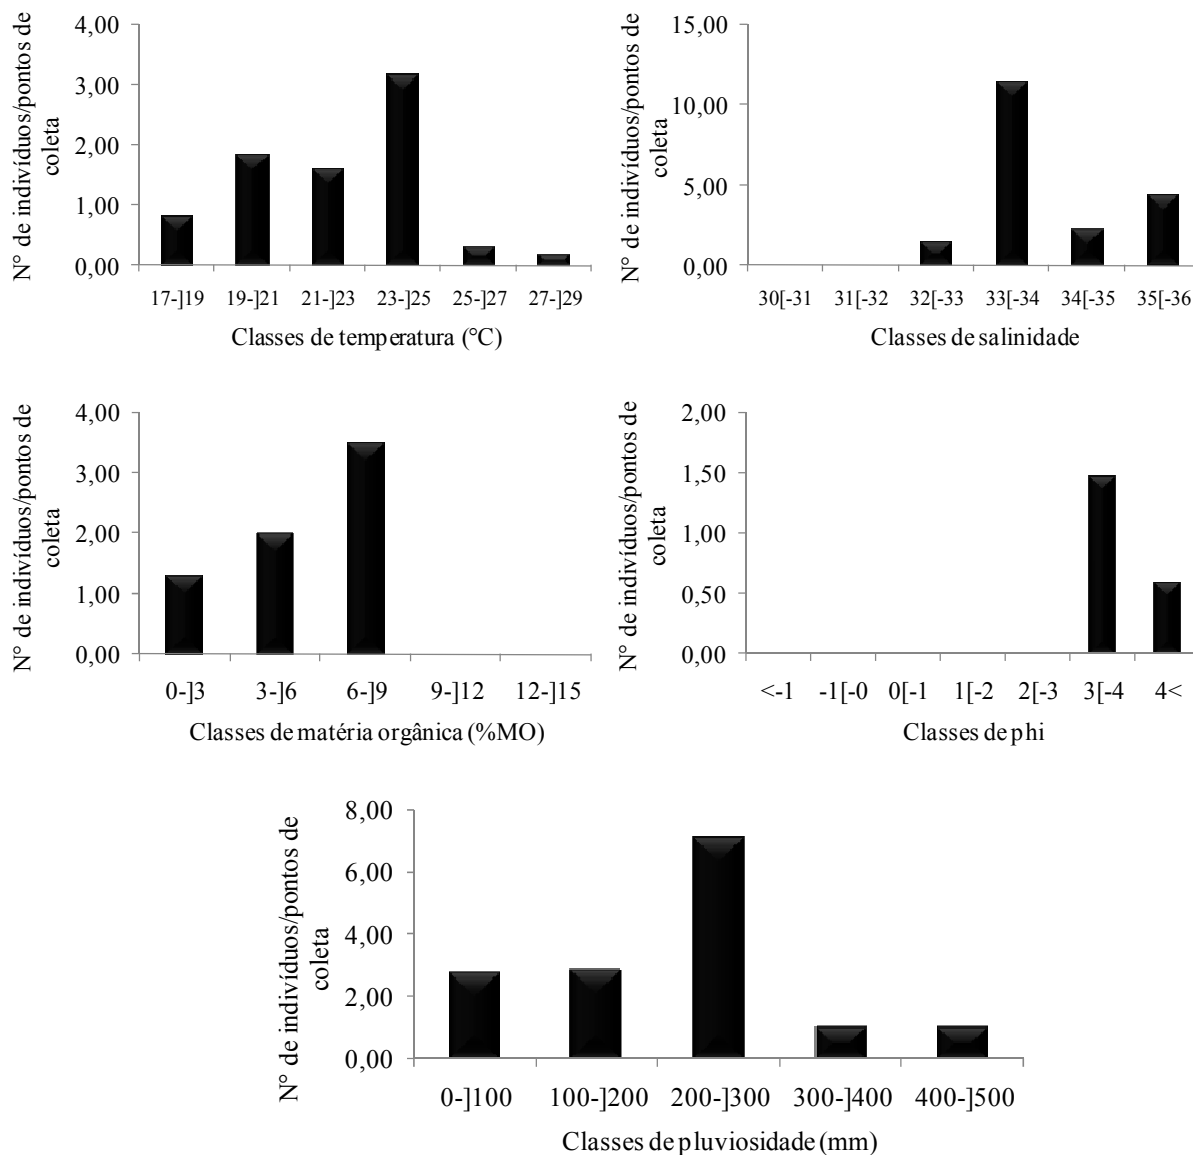 N° de indivíduos/pontos de
coleta
4,00
3,00
2,00
1,00
0,00
17-]19 19-]21 21-]23 23-]25 25-]27 27-]29
Classes de temperatura (°C)
N° de indivíduos/pontos de
coleta
15,00
10,00
5,00
0,00
30[-31 31[-32 32[-33 33[-34 34[-35 35[-36
Classes de salinidade
N° de indivíduos/pontos de
coleta
4,00
3,00
2,00
1,00
0,00
0-]3 3-]6 6-]9 9-]12 12-]15
Classes de matéria orgânica (%MO)
N° de indivíduos/pontos de
coleta
2,00
1,50
1,00
0,50
0,00
<-1 -1[-0 0[-1 1[-2 2[-3 3[-4 4<
Classes de phi
N° de indivíduos/pontos de
coleta
8,00
6,00
4,00
2,00
0,00
0-]100 100-]200 200-]300 300-]400 400-]500
Classes de pluviosidade (mm)